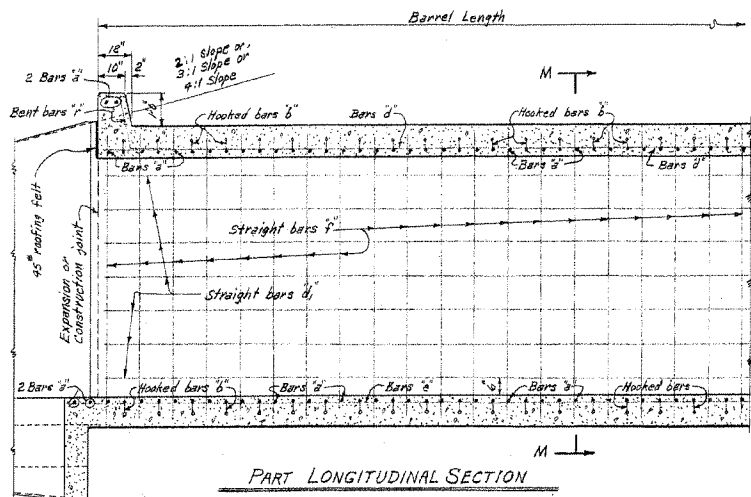 Barrel Length
12"
10"
2"
2:1 slope or,
3:1 slope or
4:1 slope
M
2 Bars "a"
Bent bars "r"
Hooked bars "b"
Bars "d"
Hooked bars "b"
Bars "a"
Bars "a"
Bars "d"
45# roofing felt
Expansion or
Construction joint
Straight bars "f"
Straight bars "d1"
2 Bars "a"
Hooked bars "b"
Bars "a"
Bars "e"
6"
Bars "a"
Hooked bars
M
PART LONGITUDINAL SECTION